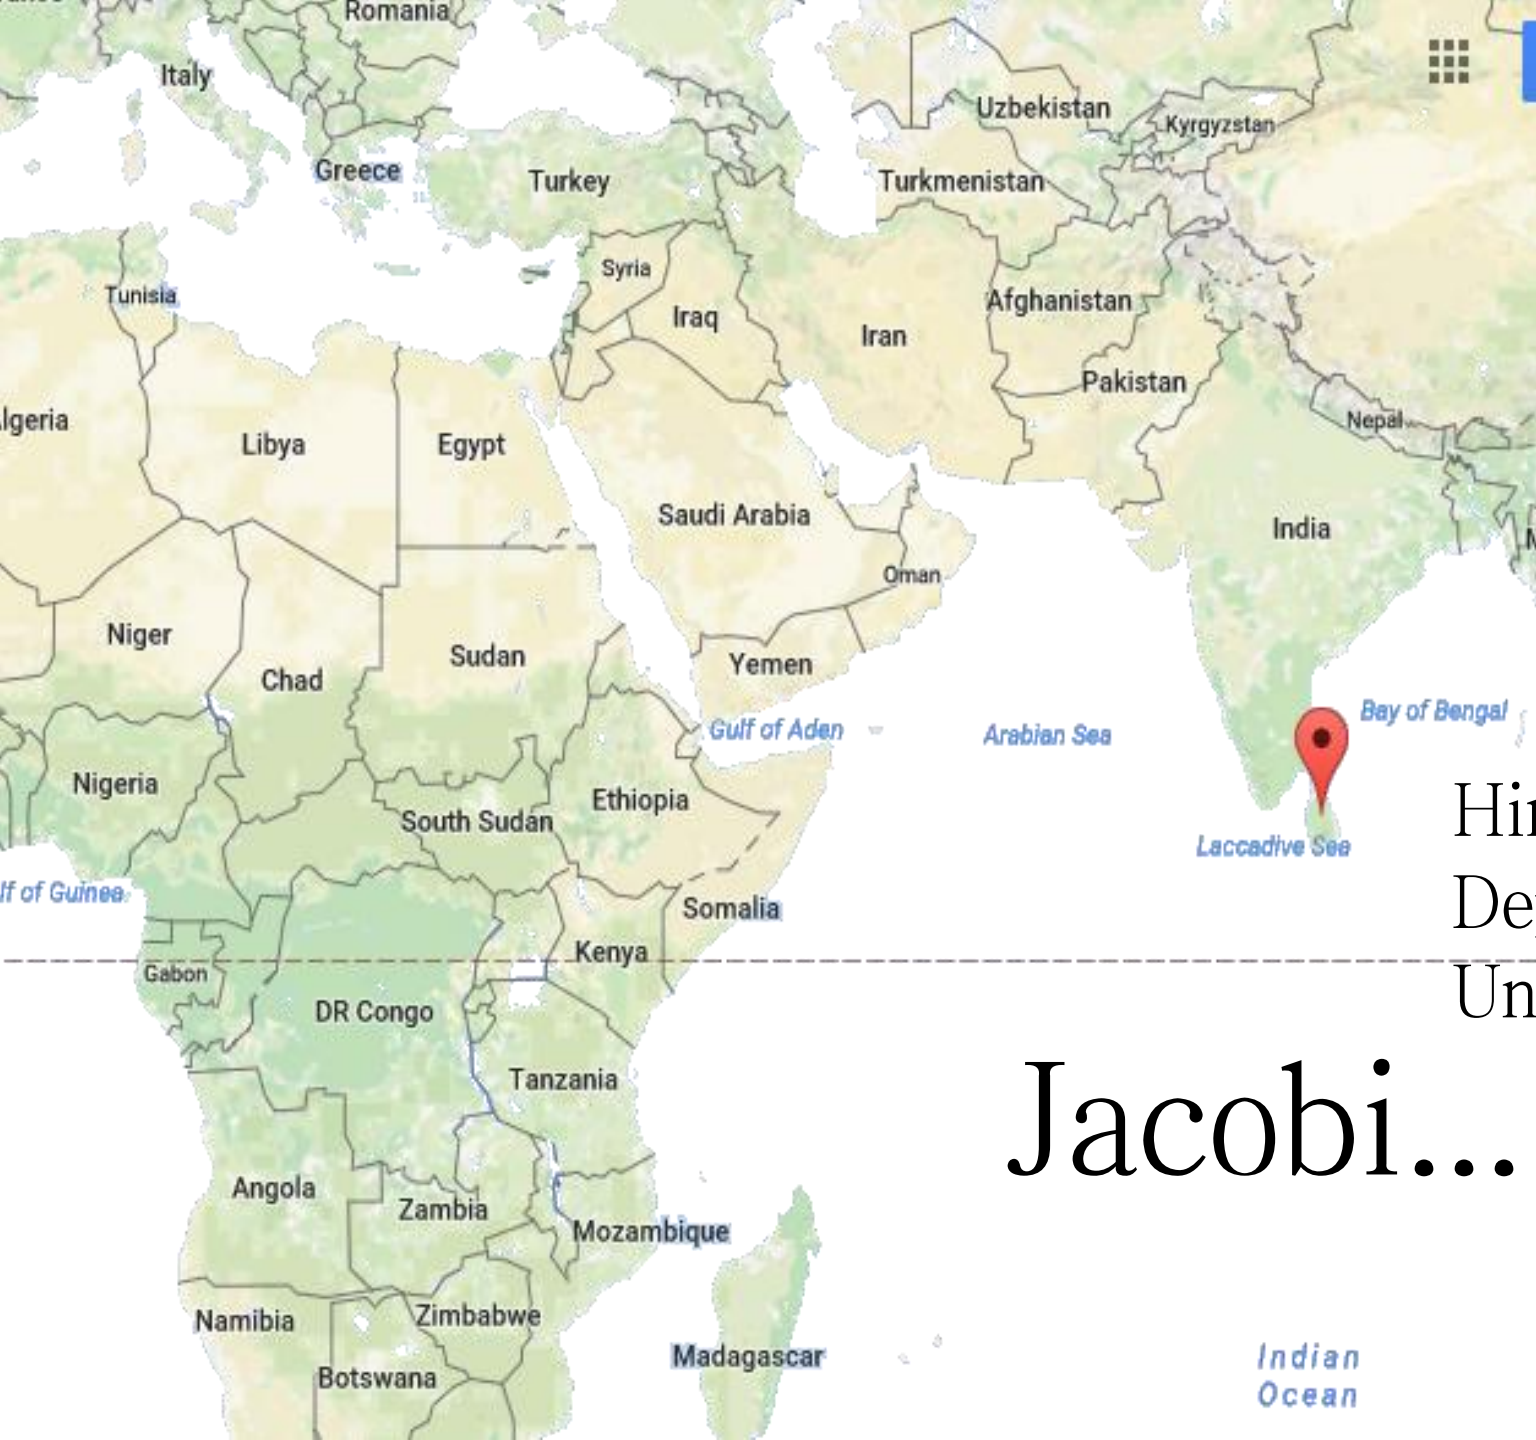 Romania
Italy
Uzbekistan
Kyrgyzstan
Greece
Turkey
Turkmenistan
Syria
Tunisia
Afghanistan
Iraq
Iran
Pakistan
lgeria
Nepal
Libya
Egypt
Saudi Arabia
India
Oman
Niger
Sudan
Yemen
Chad
Bay of Bengal
Gulf of Aden
Arabian Sea
Nigeria
Ethiopia
South Sudan
Hi
Laccadive Sea
lf of Guinea
Somalia
De
Kenya
Gabon
Un
DR Congo
Tanzania
Jacobi...
Angola
Zambia
Mozambique
Namibia
Zimbabwe
Madagascar
Botswana
Indian
Ocean